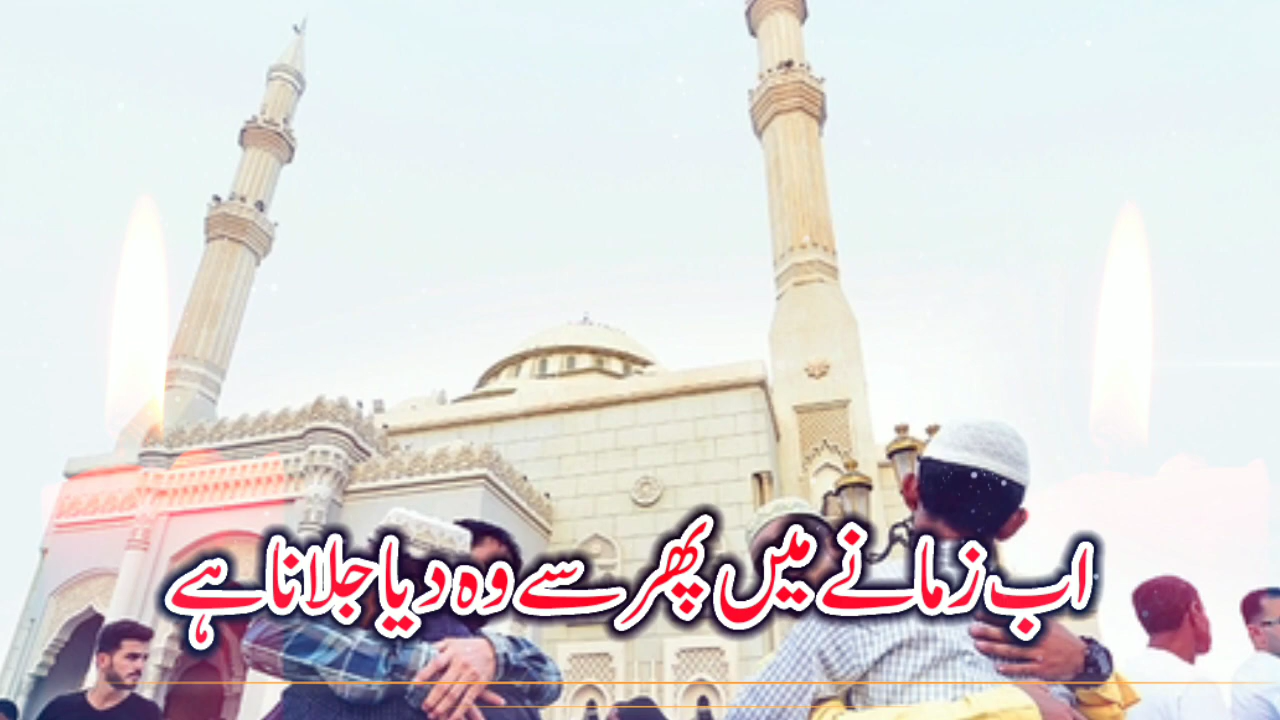 اب زمانے میں پھر سے وہ دیا جلانا ہے